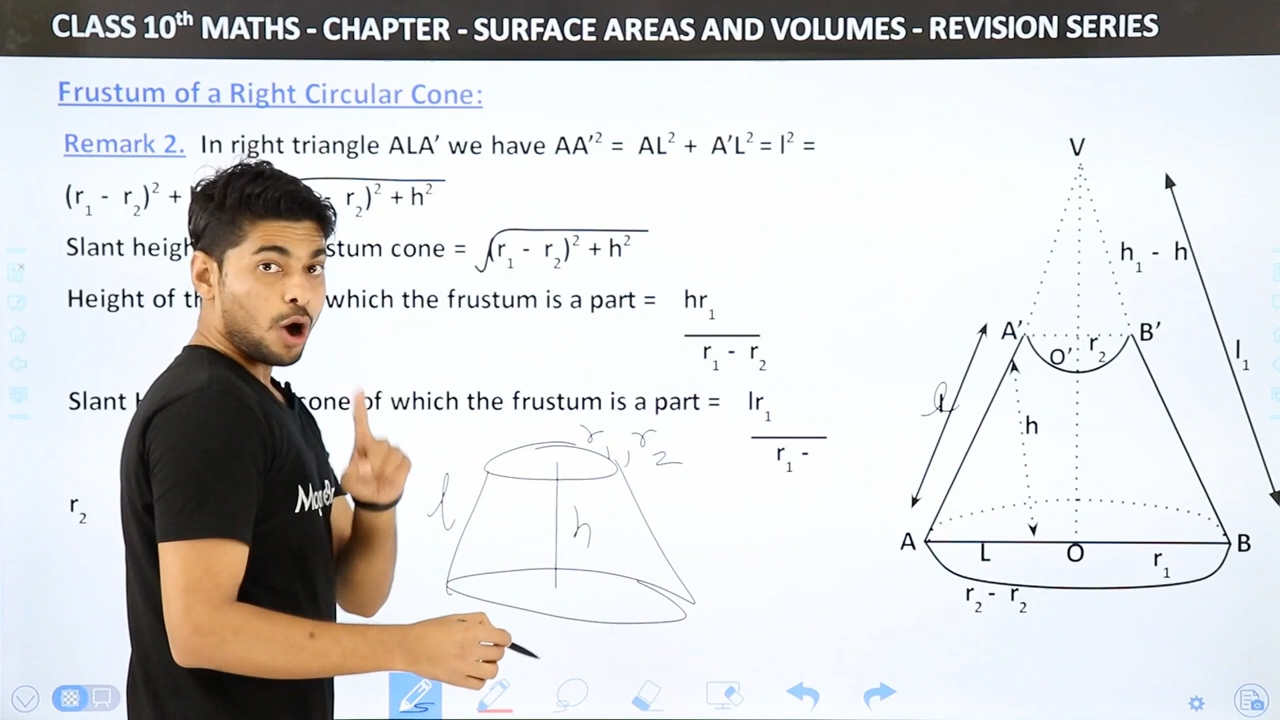 CLASS 10th MATHS - CHAPTER - SURFACE AREAS AND VOLUMES - REVISION SERIES
Frustum of a Right Circular Cone:
Remark 2. In right triangle ALA′ we have AA′² = AL² + A′L² = l² =
(r₁ - r₂)² + r₂)² + h²
Slant heigh stum cone = √(r₁ - r₂)² + h²
Height of th which the frustum is a part = hr₁
r₁ - r₂
Slant cone of which the frustum is a part = lr₁
r₁ -
r₂
r₁, r₂
l
h
V
h₁ - h
A′
B′
O′
r₂
l₁
l
h
A
L
O
r₁
B
r₂ - r₂